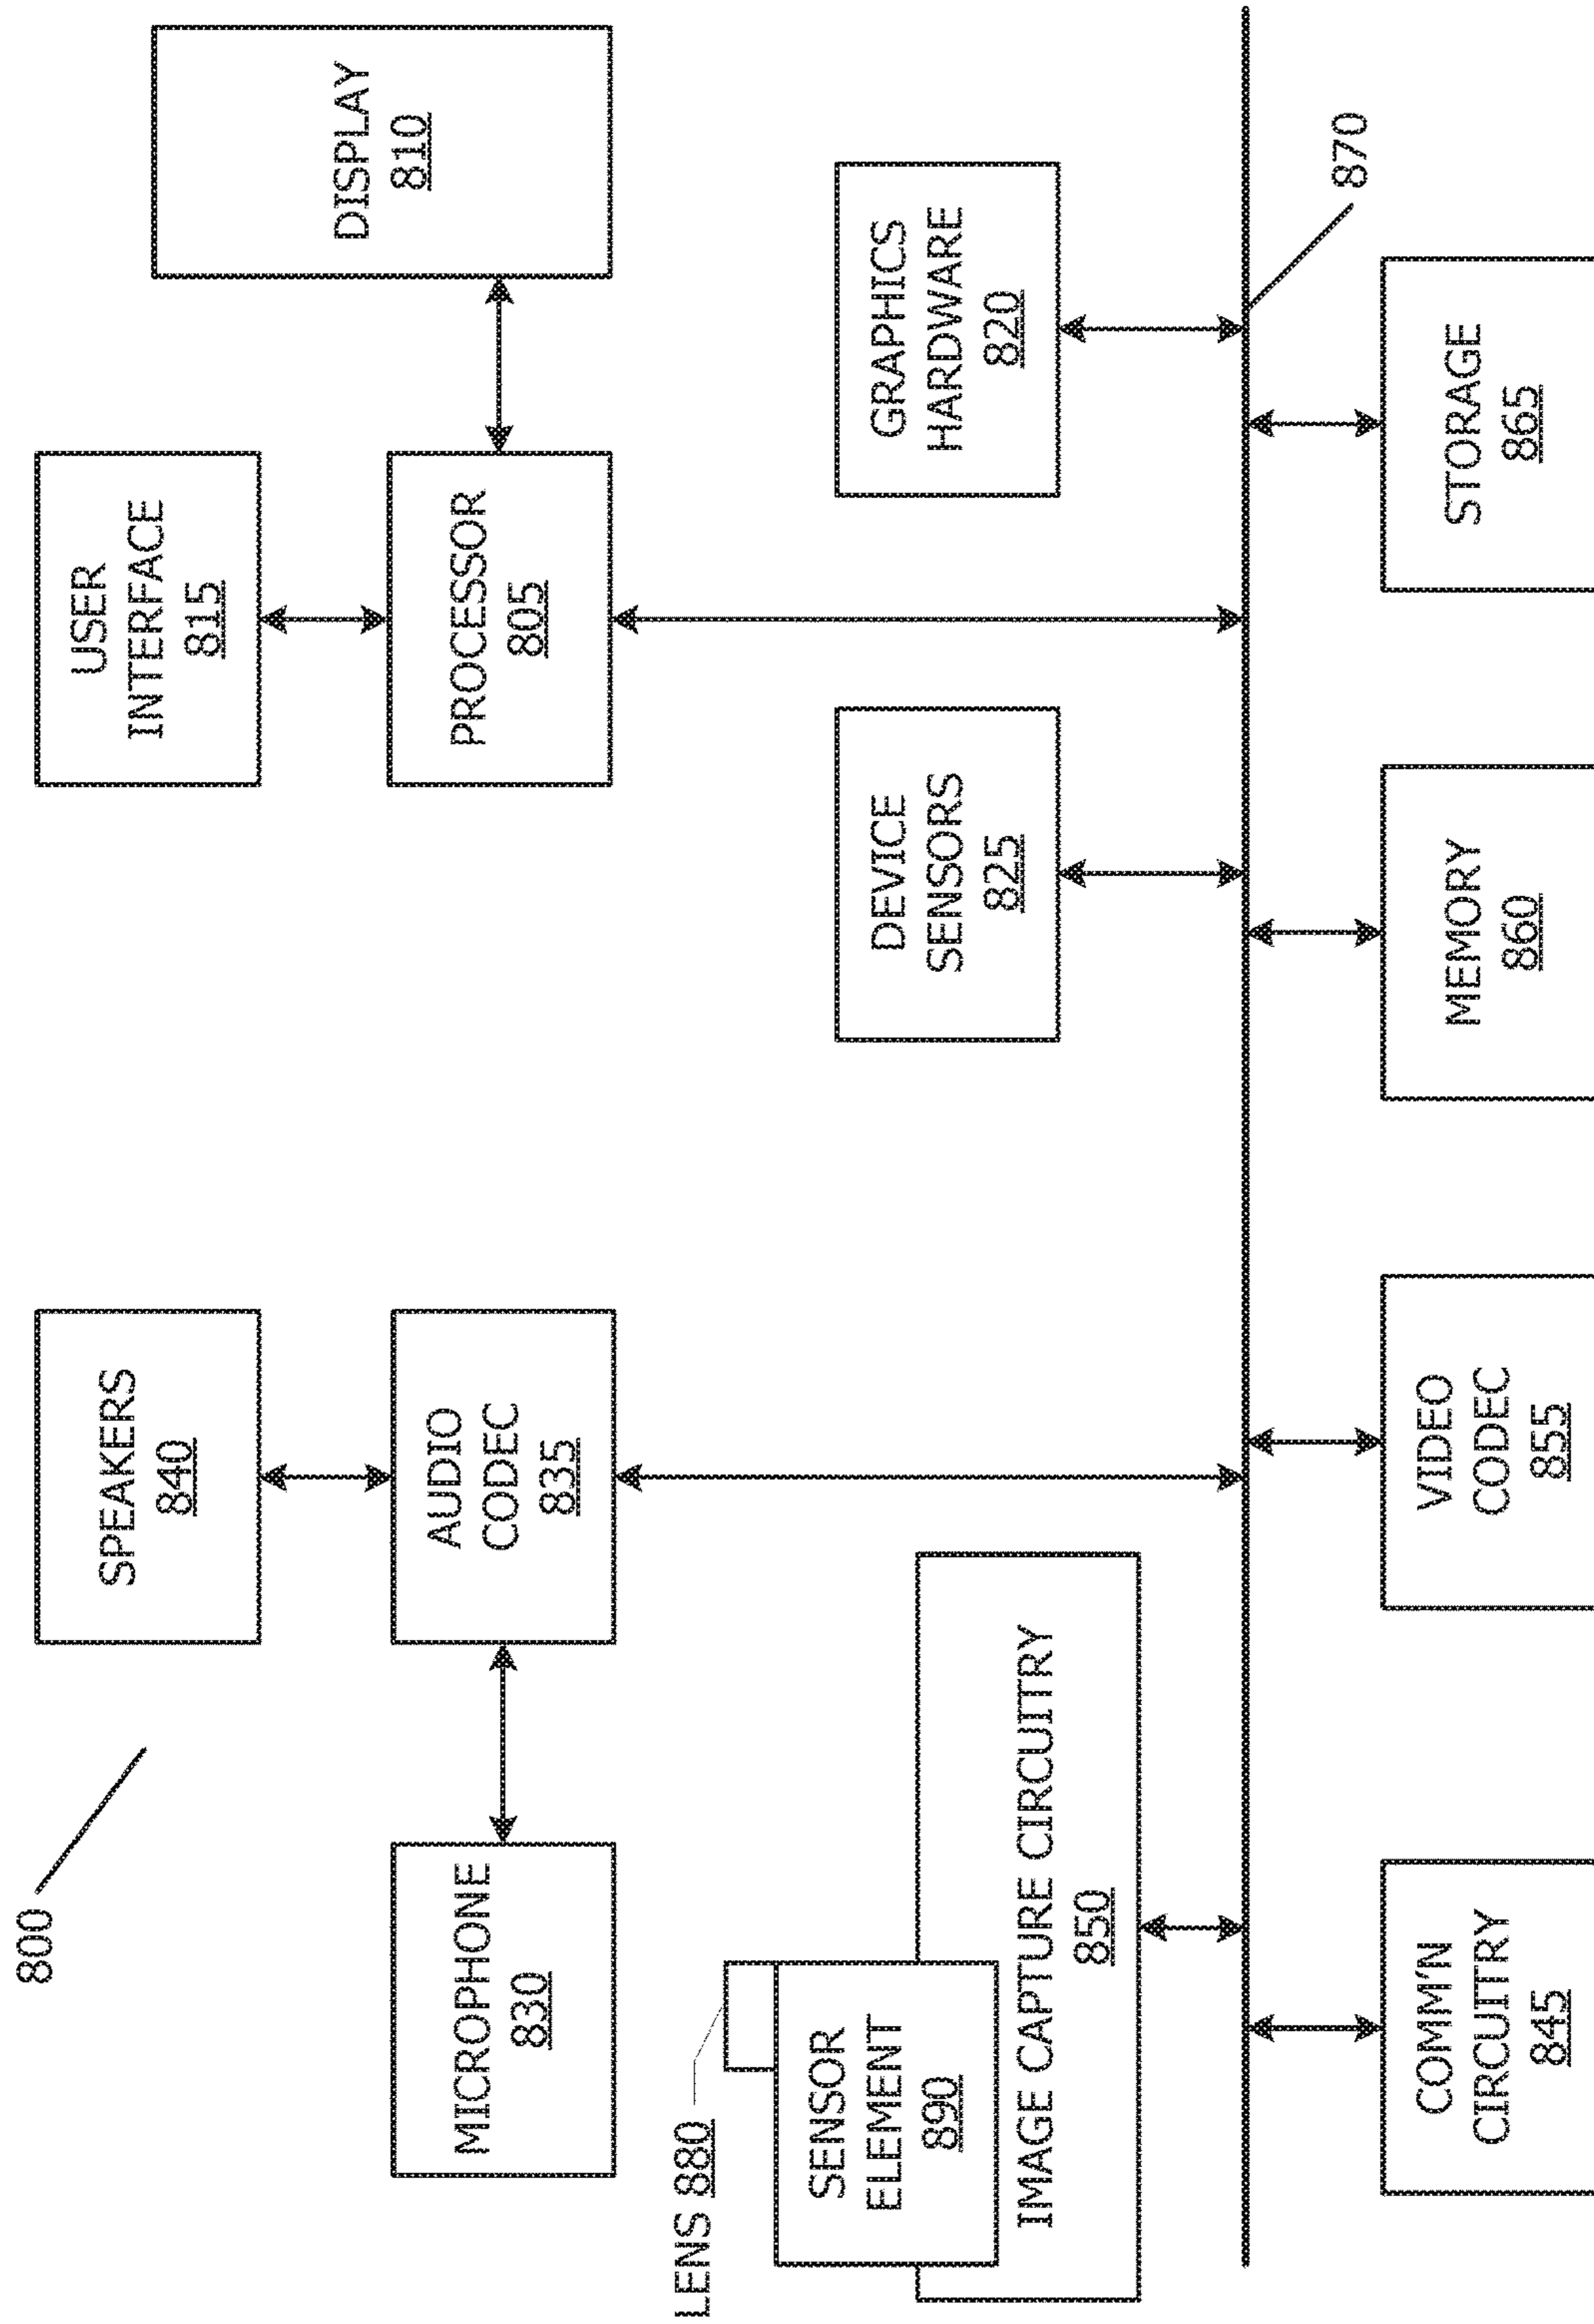 800
SPEAKERS
840
USER
INTERFACE
815
MICROPHONE
830
AUDIO
CODEC
835
PROCESSOR
805
DISPLAY
810
LENS 880
SENSOR
ELEMENT
890
IMAGE CAPTURE CIRCUITRY
850
DEVICE
SENSORS
825
GRAPHICS
HARDWARE
820
870
COMM'N
CIRCUITRY
845
VIDEO
CODEC
855
MEMORY
860
STORAGE
865